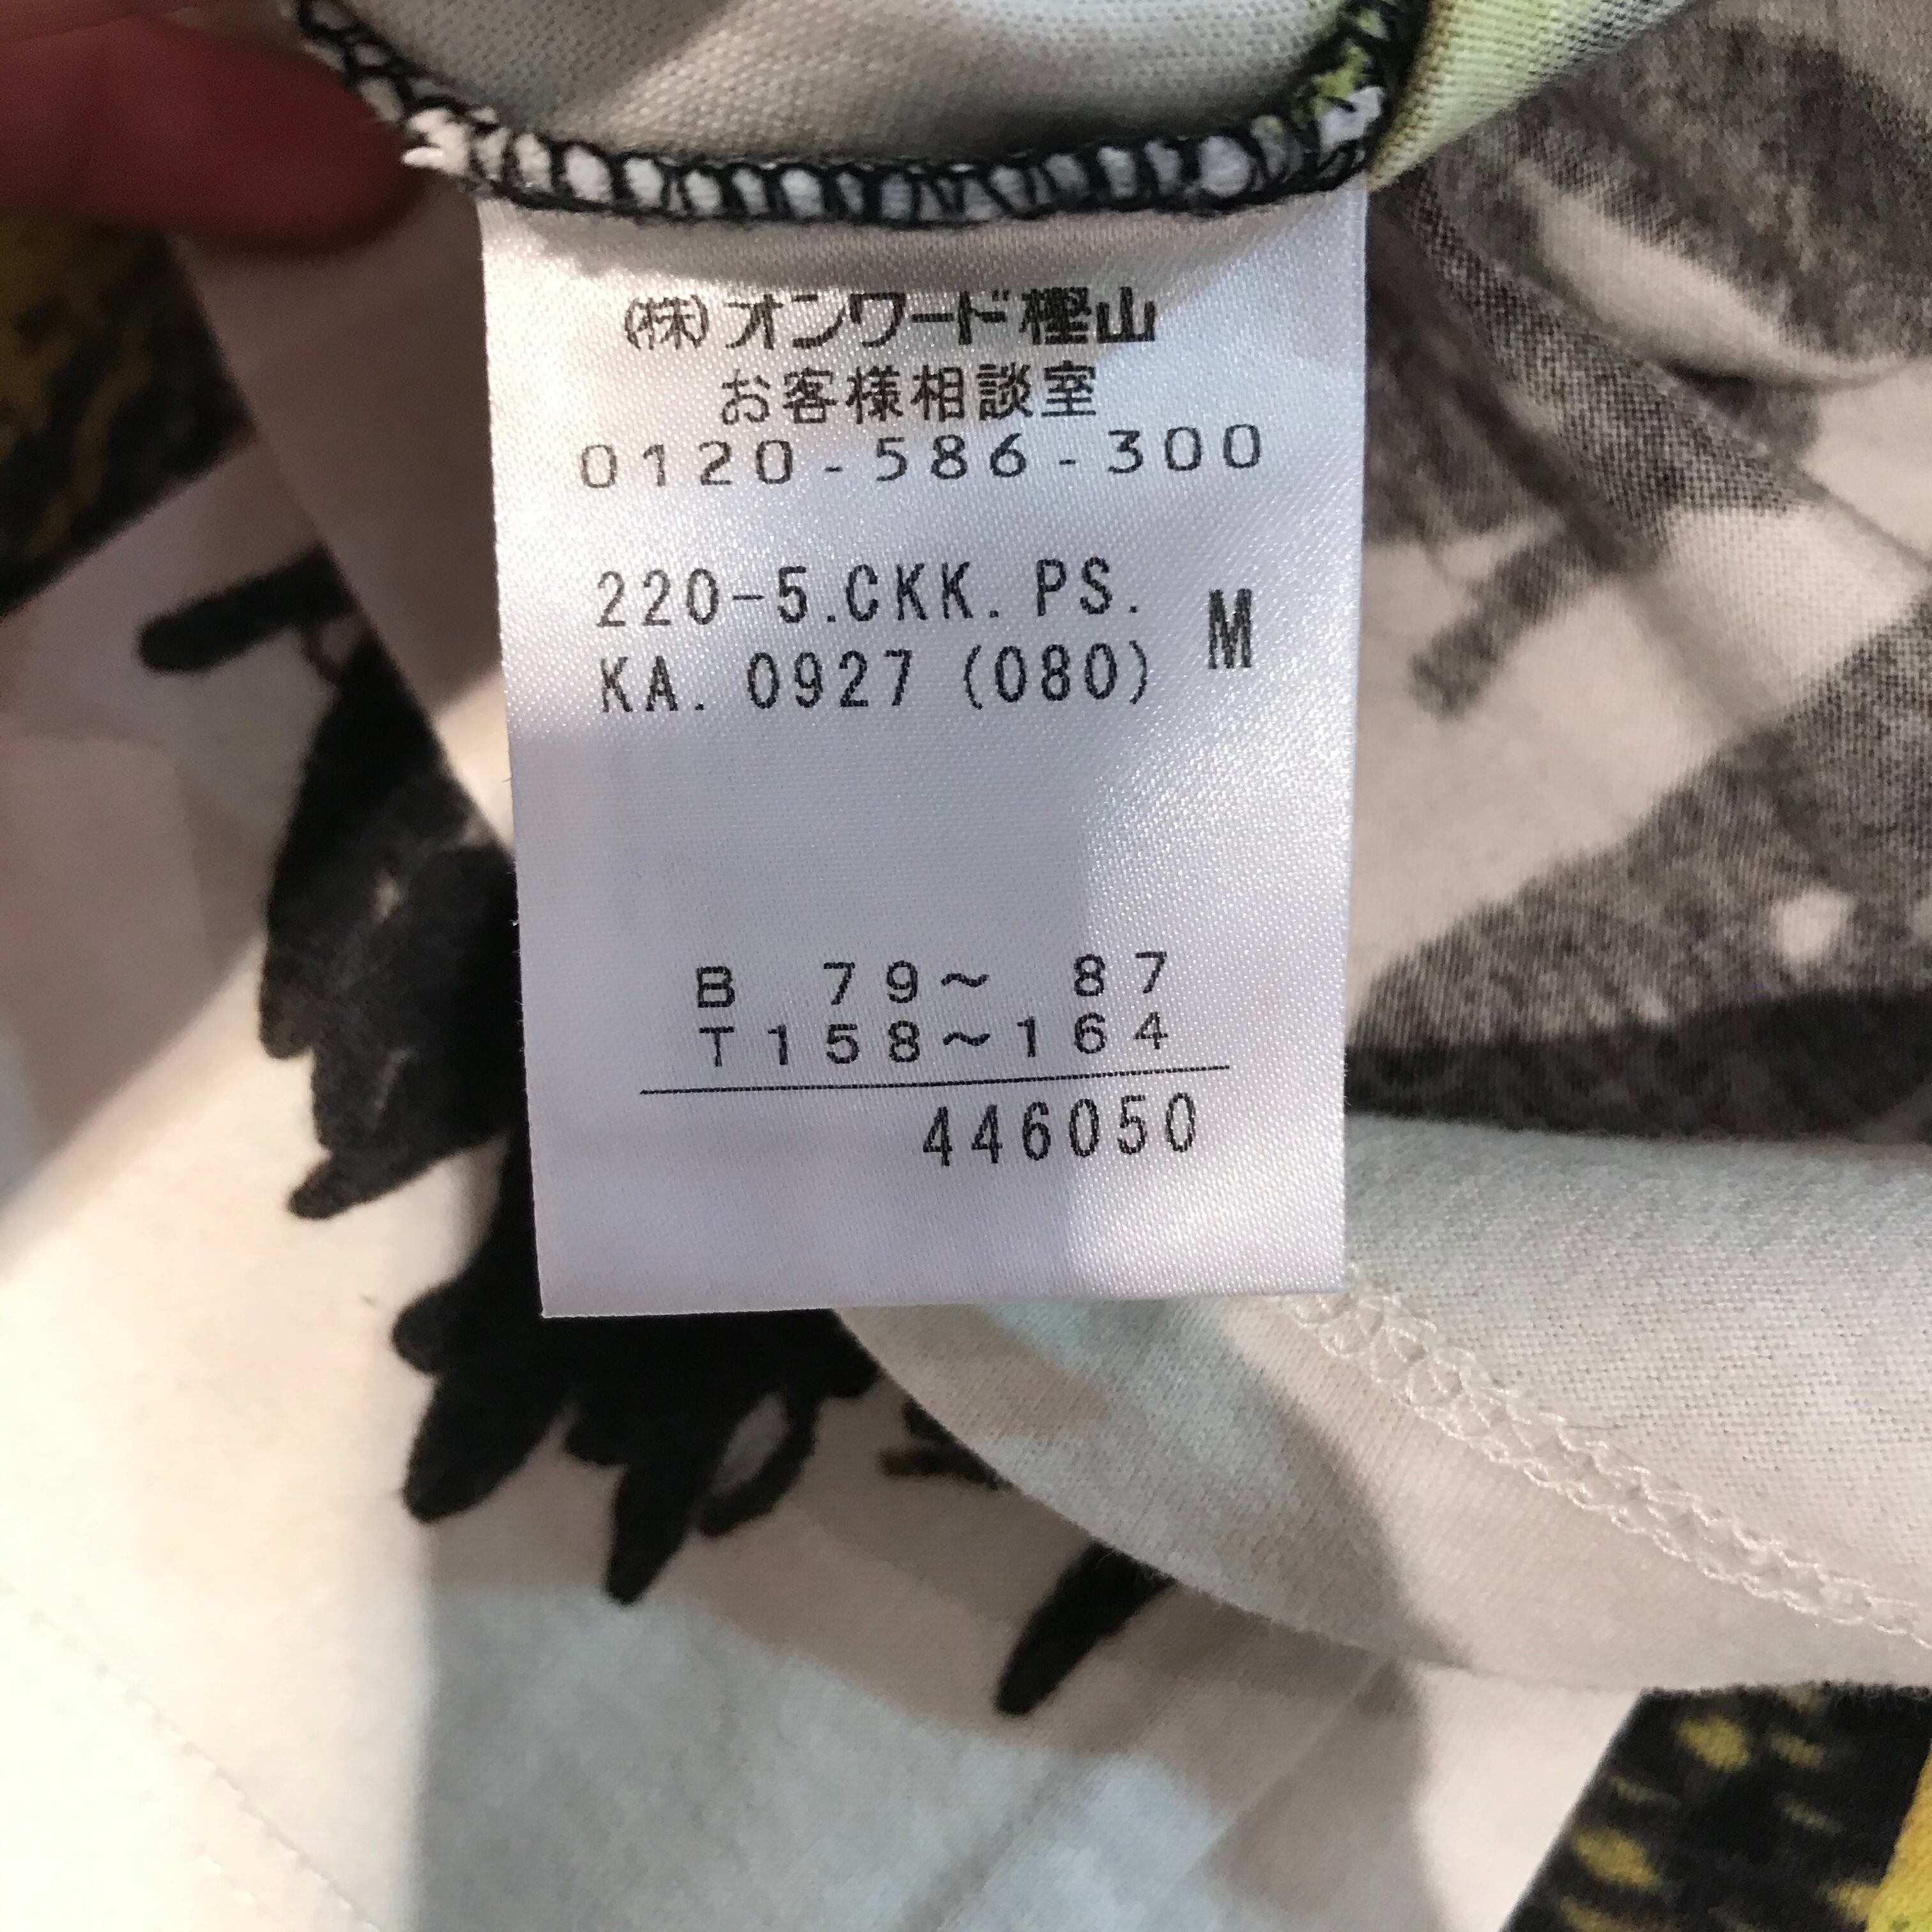 (株)オンワード樫山
お客様相談室
0120-586-300
220-5.CKK. PS.
KA. 0927 (080)
M
B 79～ 87
T158～164
446050